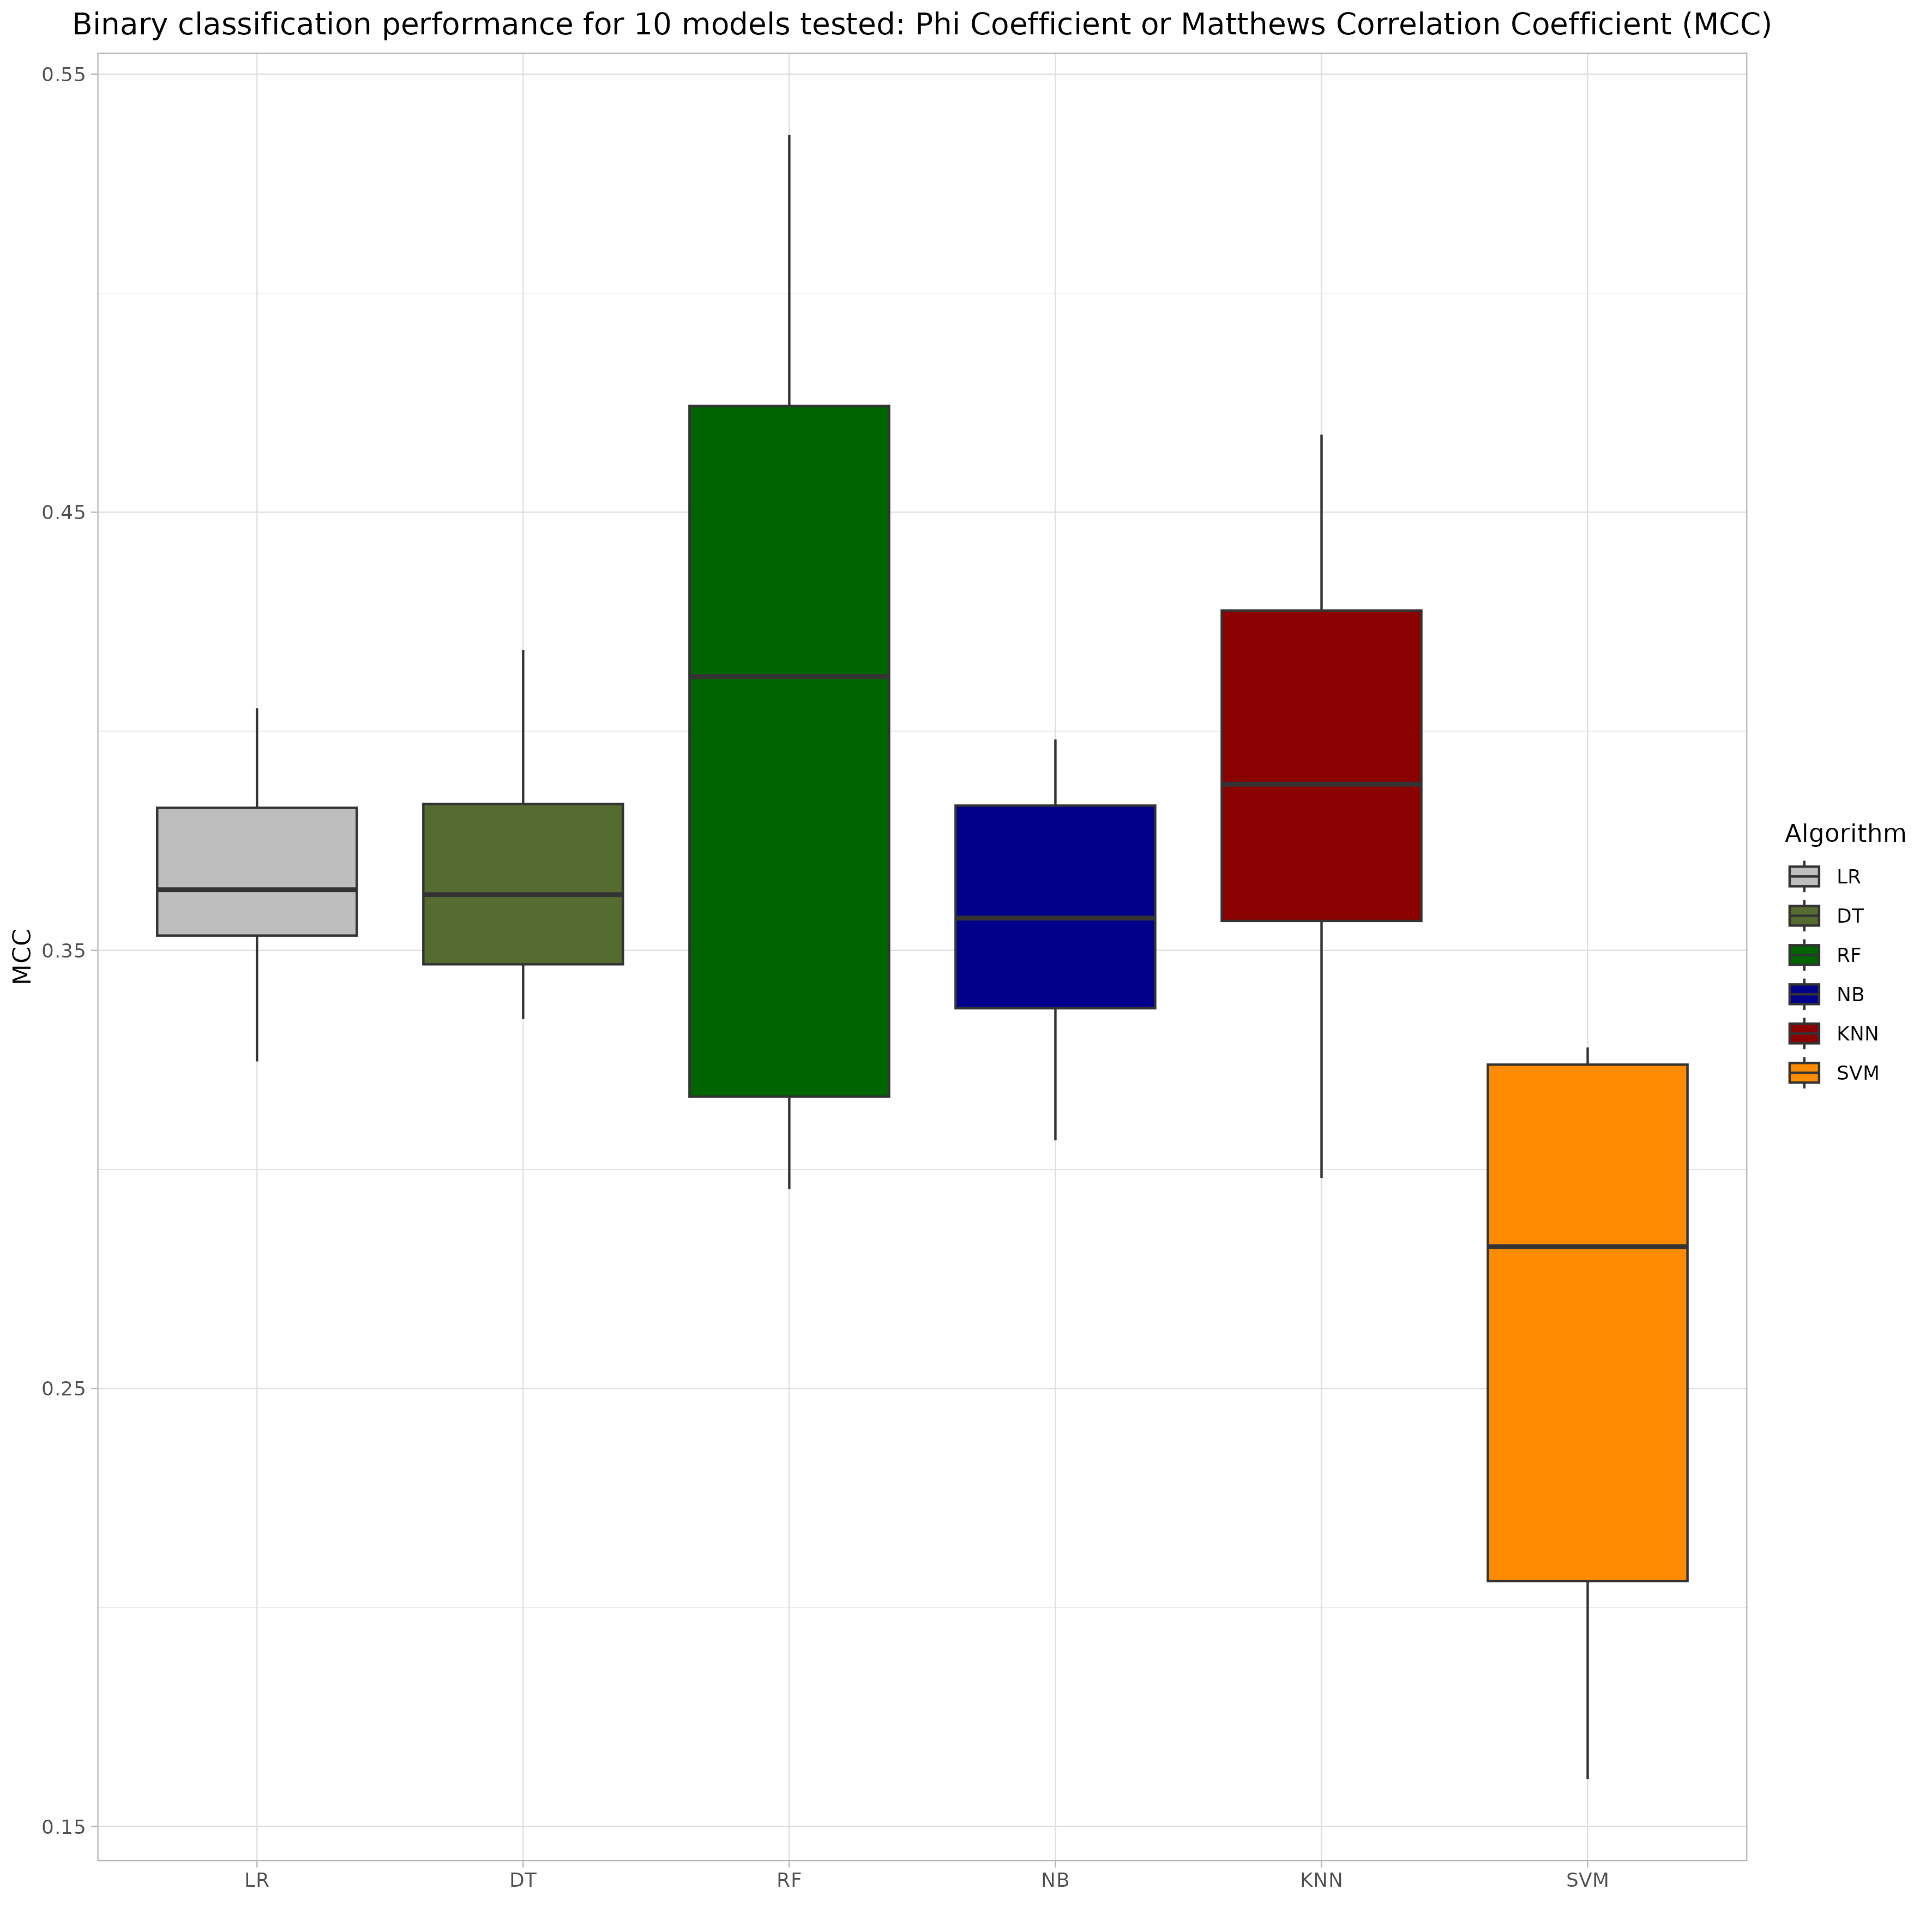 Binary classification performance for 10 models tested: Phi Coefficient or Matthews Correlation Coefficient (MCC)
0.55
0.45
0.35
0.25
0.15
MCC
LR
DT
RF
NB
KNN
SVM
Algorithm
LR
DT
RF
NB
KNN
SVM